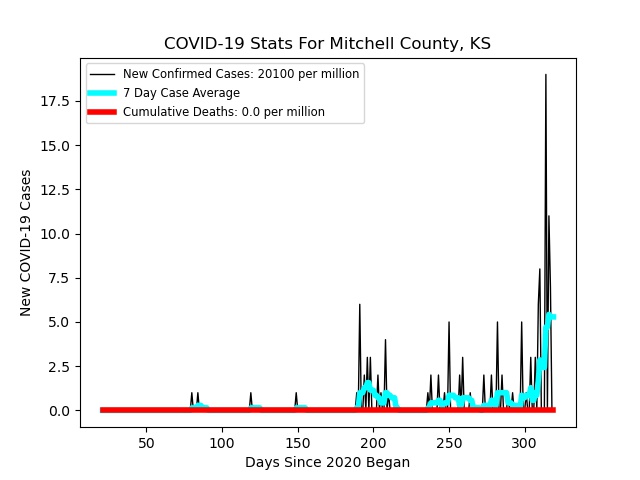 COVID-19 Stats For Mitchell County, KS
New Confirmed Cases: 20100 per million
7 Day Case Average
Cumulative Deaths: 0.0 per million
New COVID-19 Cases
17.5
15.0
12.5
10.0
7.5
5.0
2.5
0.0
50 100 150 200 250 300
Days Since 2020 Began